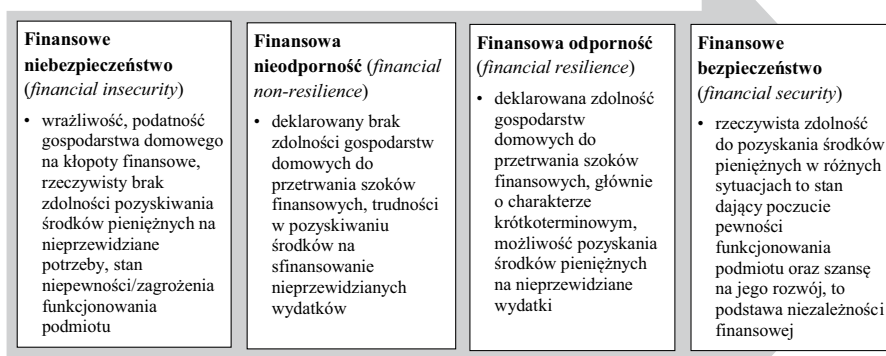 Finansowe
niebezpieczeństwo
(financial insecurity)
• wrażliwość, podatność
gospodarstwa domowego
na kłopoty finansowe,
rzeczywisty brak
zdolności pozyskiwania
środków pieniężnych na
nieprzewidziane
potrzeby, stan
niepewności/zagrożenia
funkcjonowania
podmiotu
Finansowa
nieodporność (financial
non-resilience)
• deklarowany brak
zdolności gospodarstw
domowych do
przetrwania szoków
finansowych, trudności
w pozyskiwaniu
środków na
sfinansowanie
nieprzewidzianych
wydatków
Finansowa odporność
(financial resilience)
• deklarowana zdolność
gospodarstw
domowych do
przetrwania szoków
finansowych, głównie
o charakterze
krótkoterminowym,
możliwość pozyskania
środków pieniężnych
na nieprzewidziane
wydatki
Finansowe
bezpieczeństwo
(financial security)
• rzeczywista zdolność
do pozyskania środków
pieniężnych w różnych
sytuacjach to stan
dający poczucie
pewności
funkcjonowania
podmiotu oraz szansę
na jego rozwój, to
podstawa niezależności
finansowej